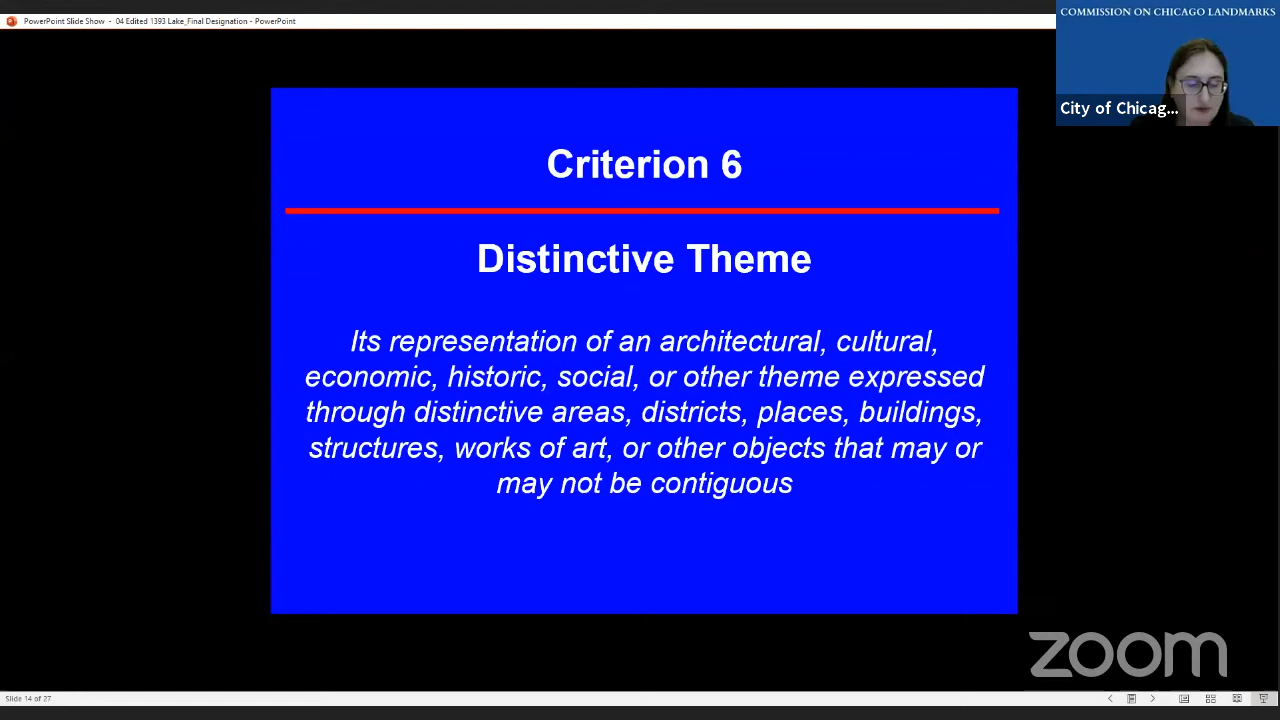 PowerPoint Slide Show - 04 Edited 1393 Lake_Final Designation - PowerPoint
COMMISSION ON CHICAGO LANDMARKS
City of Chicag...
Criterion 6
Distinctive Theme
Its representation of an architectural, cultural,
economic, historic, social, or other theme expressed
through distinctive areas, districts, places, buildings,
structures, works of art, or other objects that may or
may not be contiguous
zoom
Slide 14 of 27